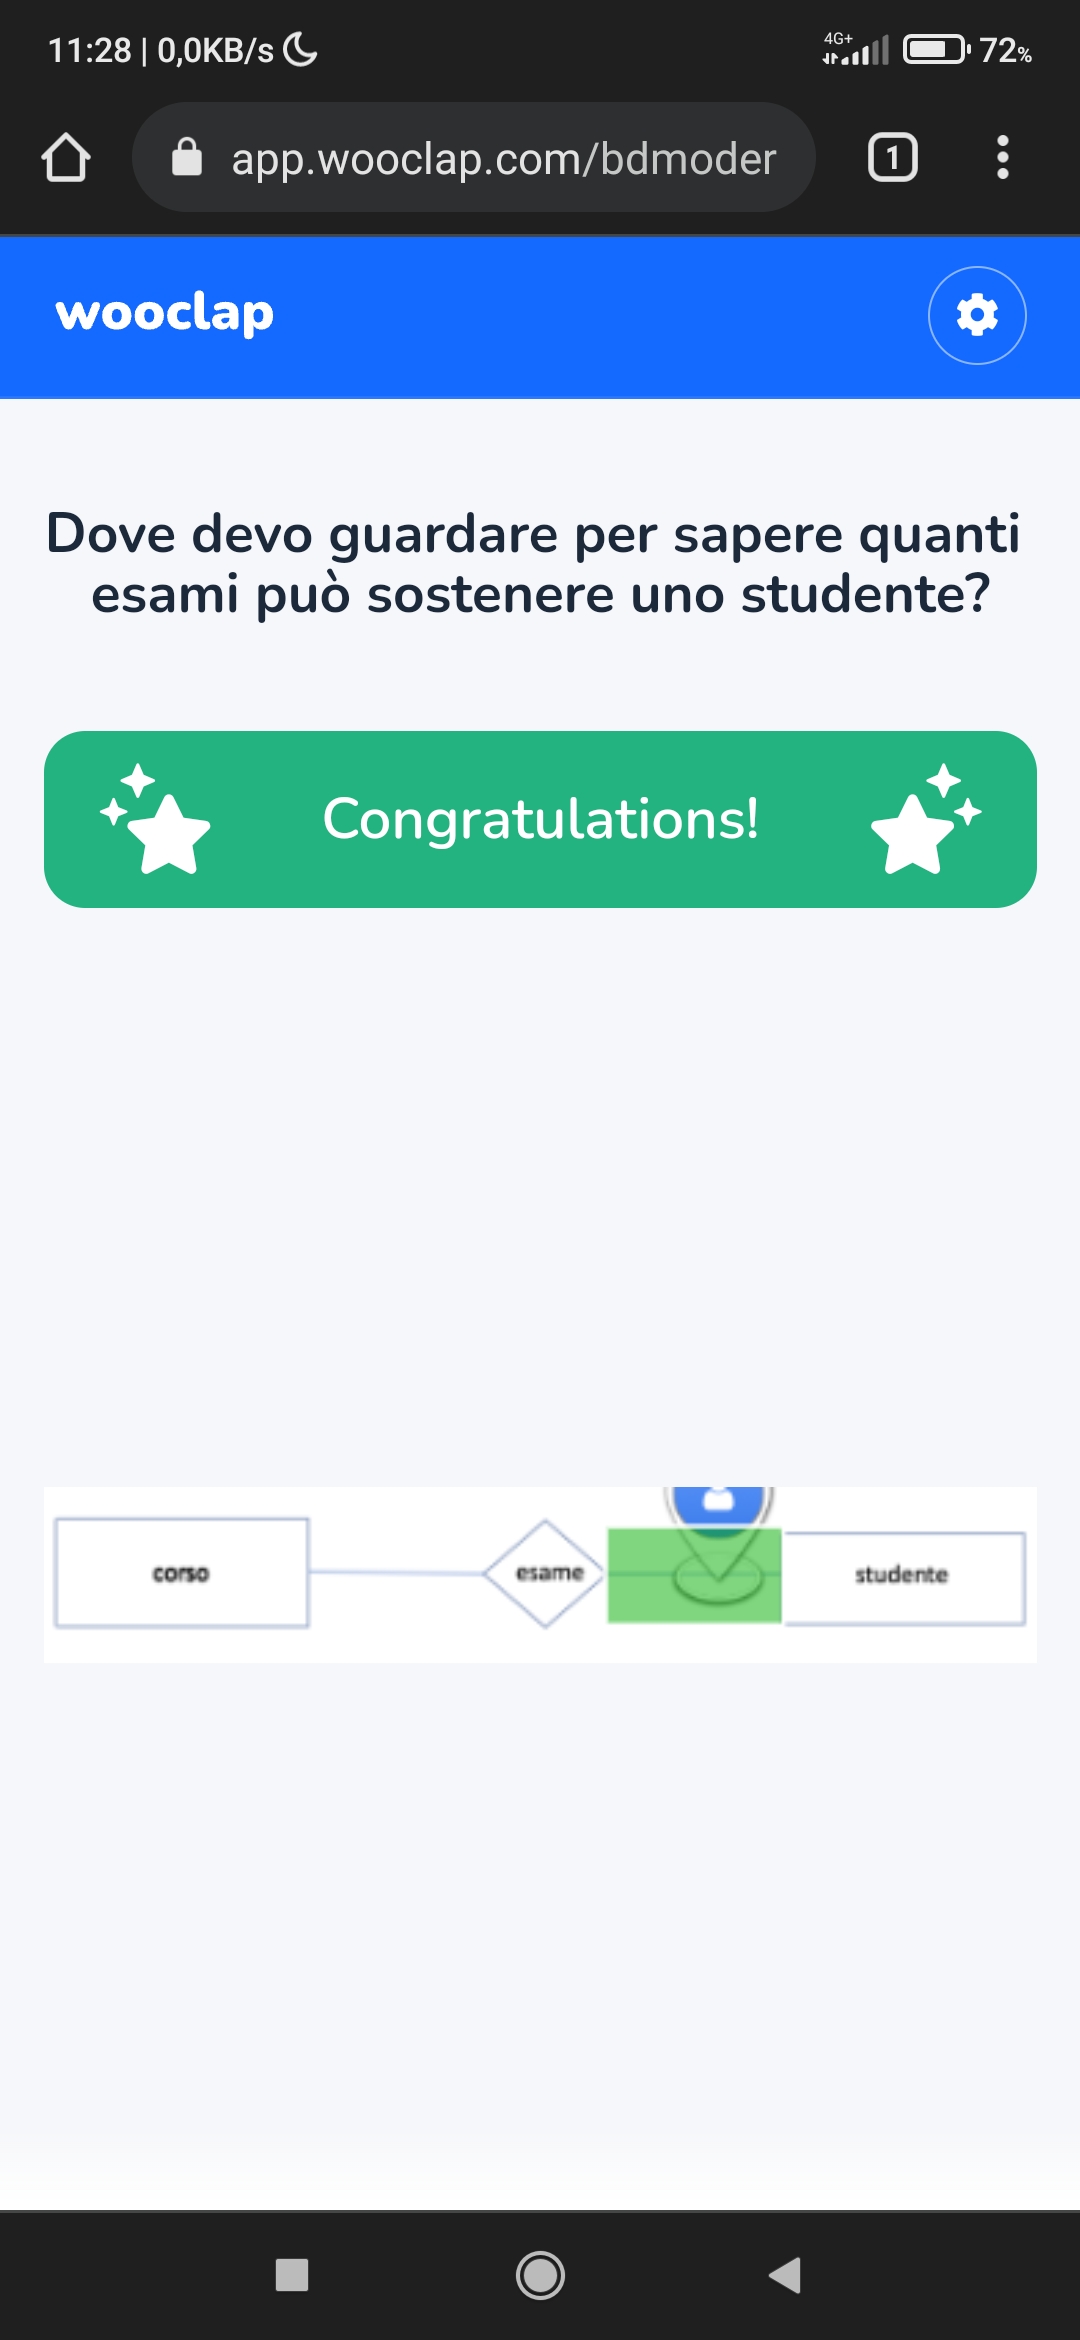 11:28 | 0,0KB/s 4G+ 72%
app.wooclap.com/bdmoder 1
wooclap
Dove devo guardare per sapere quanti
esami può sostenere uno studente?
Congratulations!
corso esame studente